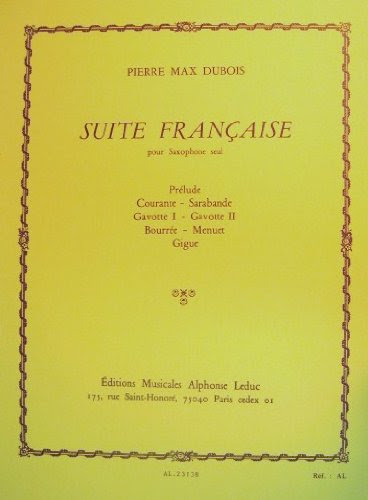 PIERRE MAX DUBOIS
SUITE FRANÇAISE
pour Saxophone seul
Prélude
Courante - Sarabande
Gavotte I - Gavotte II
Bourrée - Menuet
Gigue
Éditions Musicales Alphonse Leduc
175, rue Saint-Honoré, 75040 Paris cedex 01
AL.23138
Réf. : AL